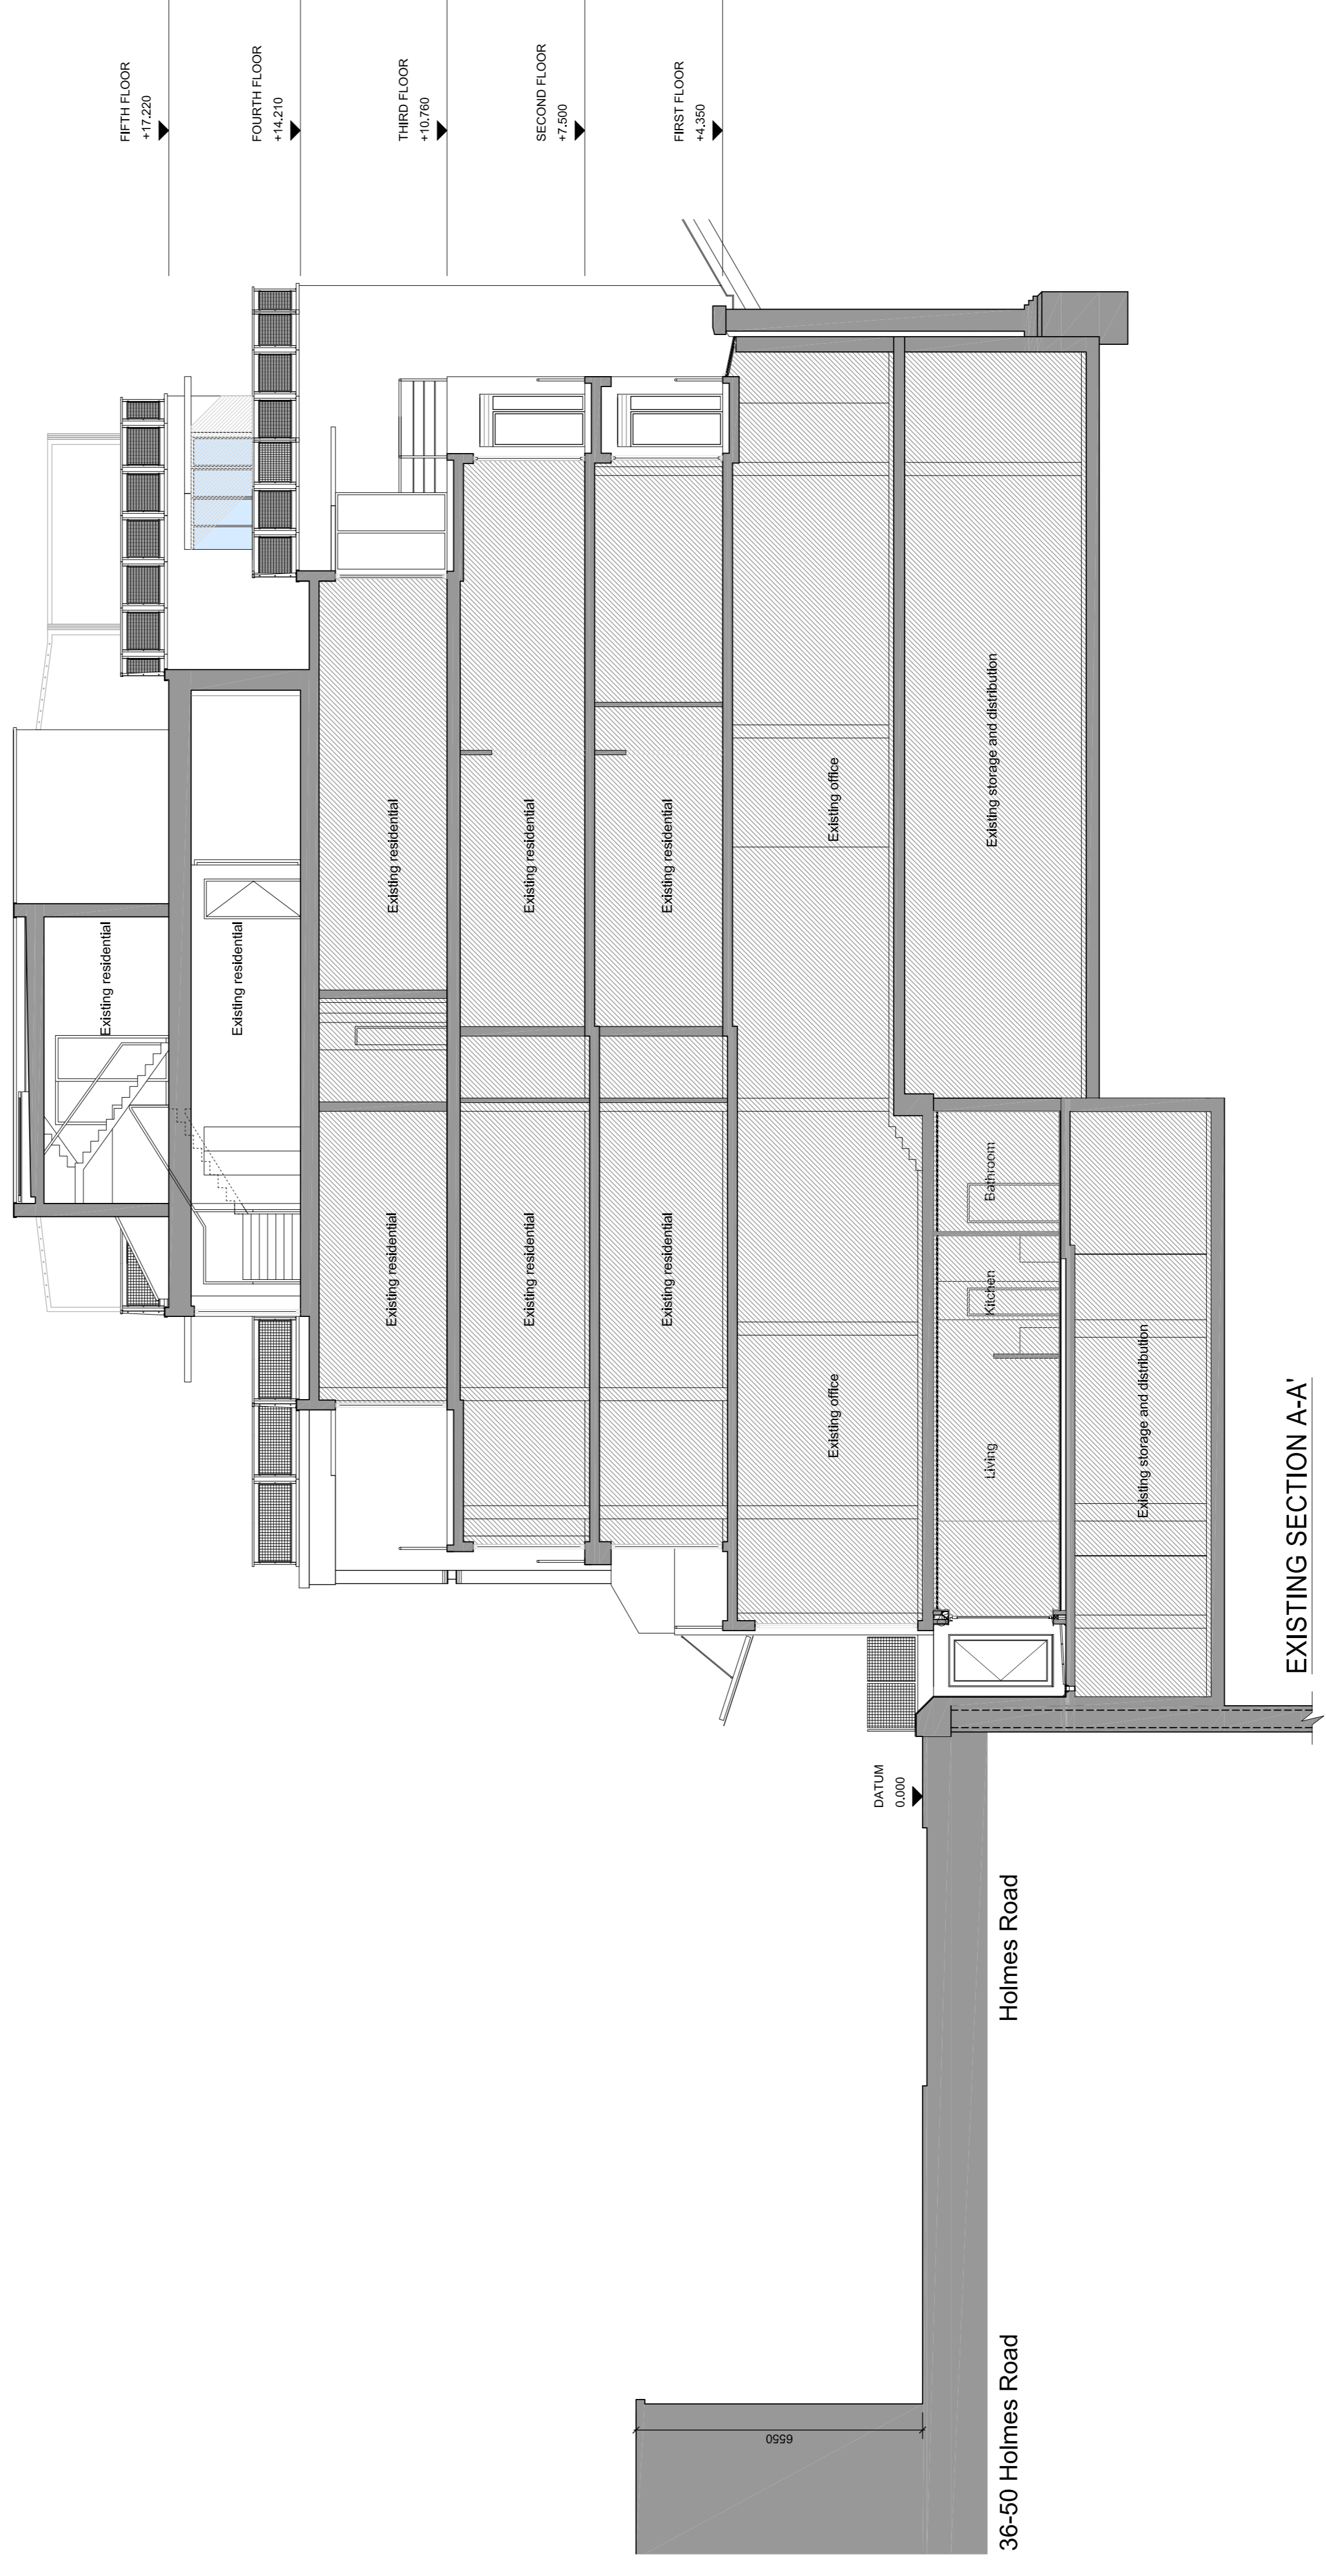 FIFTH FLOOR
+17.220
FOURTH FLOOR
+14.210
THIRD FLOOR
+10.760
SECOND FLOOR
+7.500
FIRST FLOOR
+4.350
Existing residential
Existing residential
Existing residential
Existing residential
Existing residential
Existing residential
Existing residential
Existing residential
Existing office
Existing office
DATUM
0.000
6550
Living
Kitchen
Bathroom
Existing storage and distribution
Existing storage and distribution
36-50 Holmes Road
Holmes Road
EXISTING SECTION A-A'